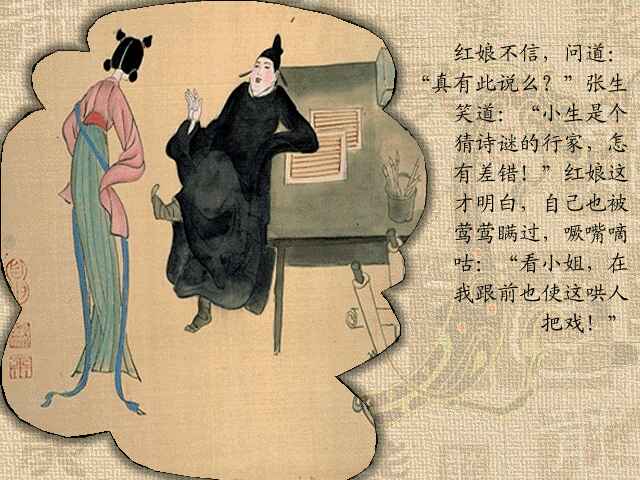 红娘不信，问道：
“真有此说么？”张生
笑道：“小生是个
猜诗谜的行家，怎
有差错！”红娘这
才明白，自己也被
莺莺瞒过，噘嘴嘀
咕：“看小姐，在
我跟前也使这哄人
把戏！”